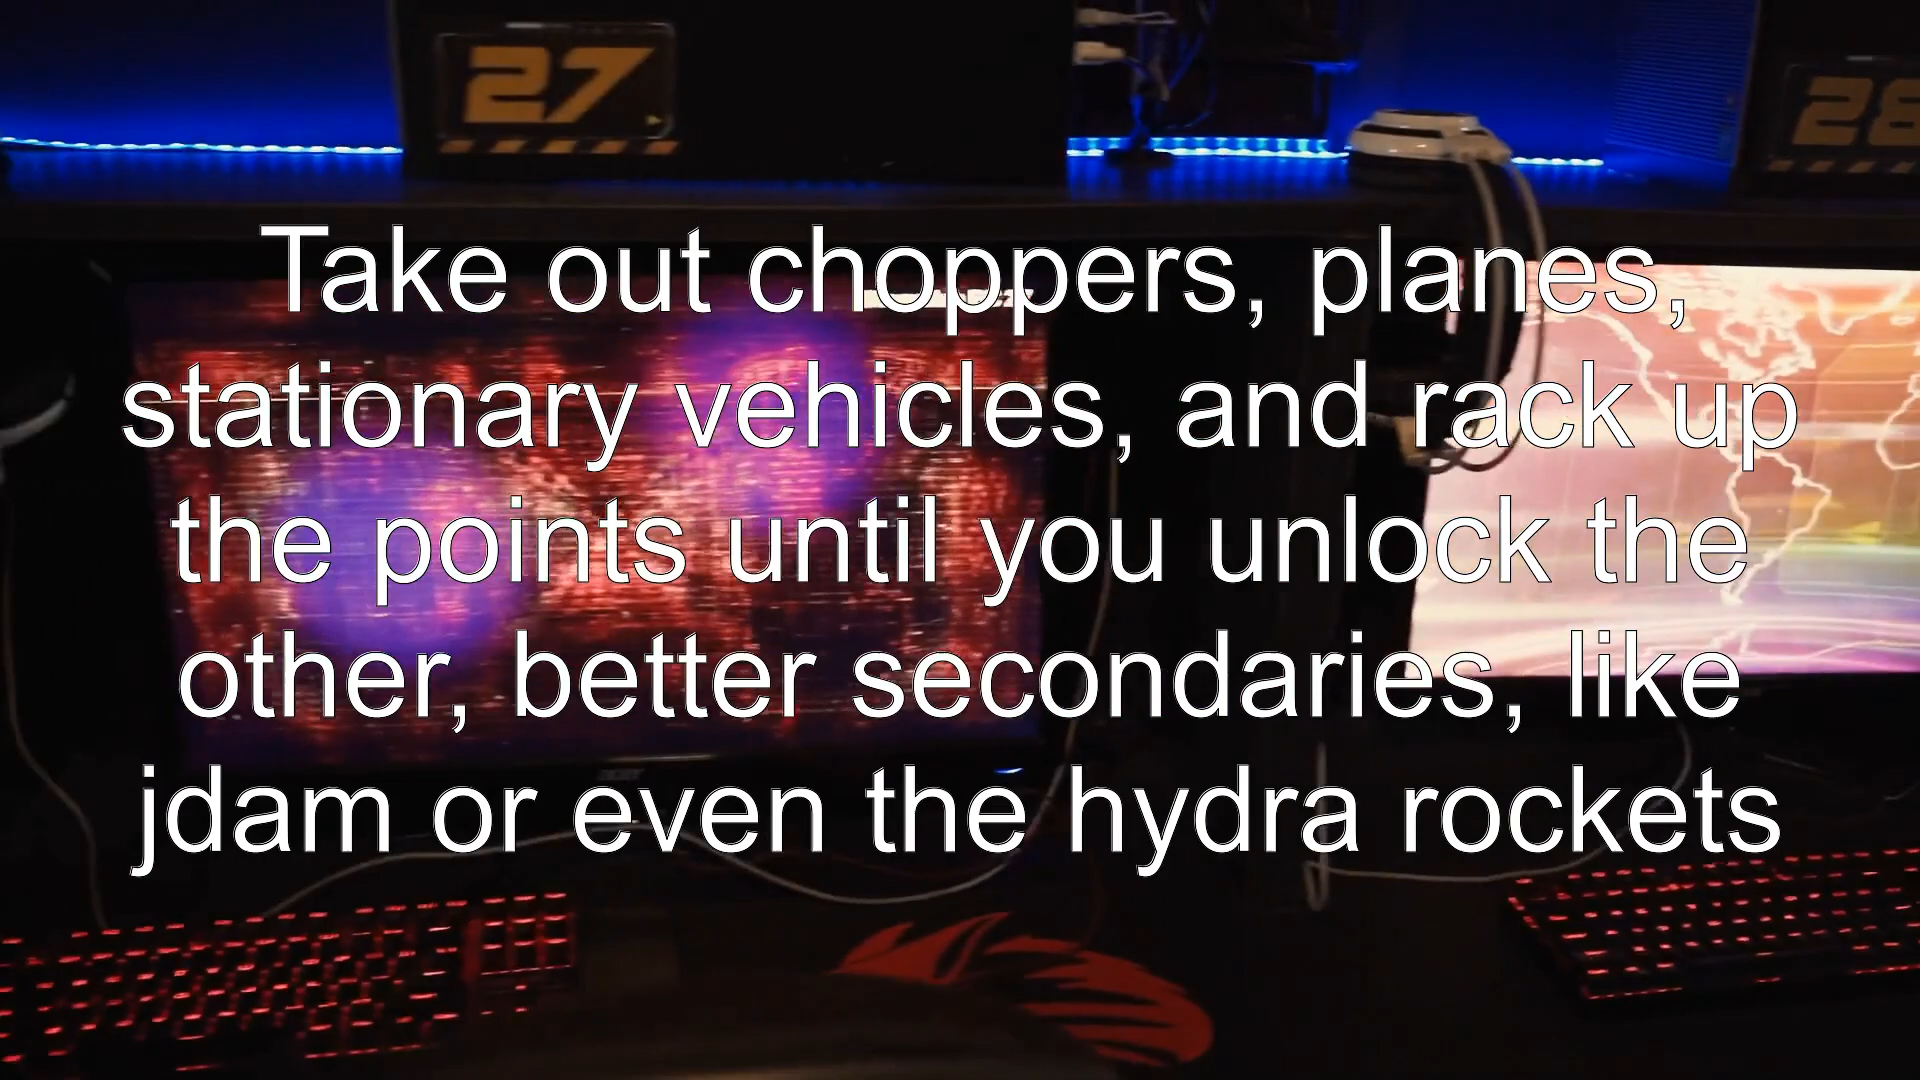 27
28
Take out choppers, planes,
stationary vehicles, and rack up
the points until you unlock the
other, better secondaries, like
jdam or even the hydra rockets